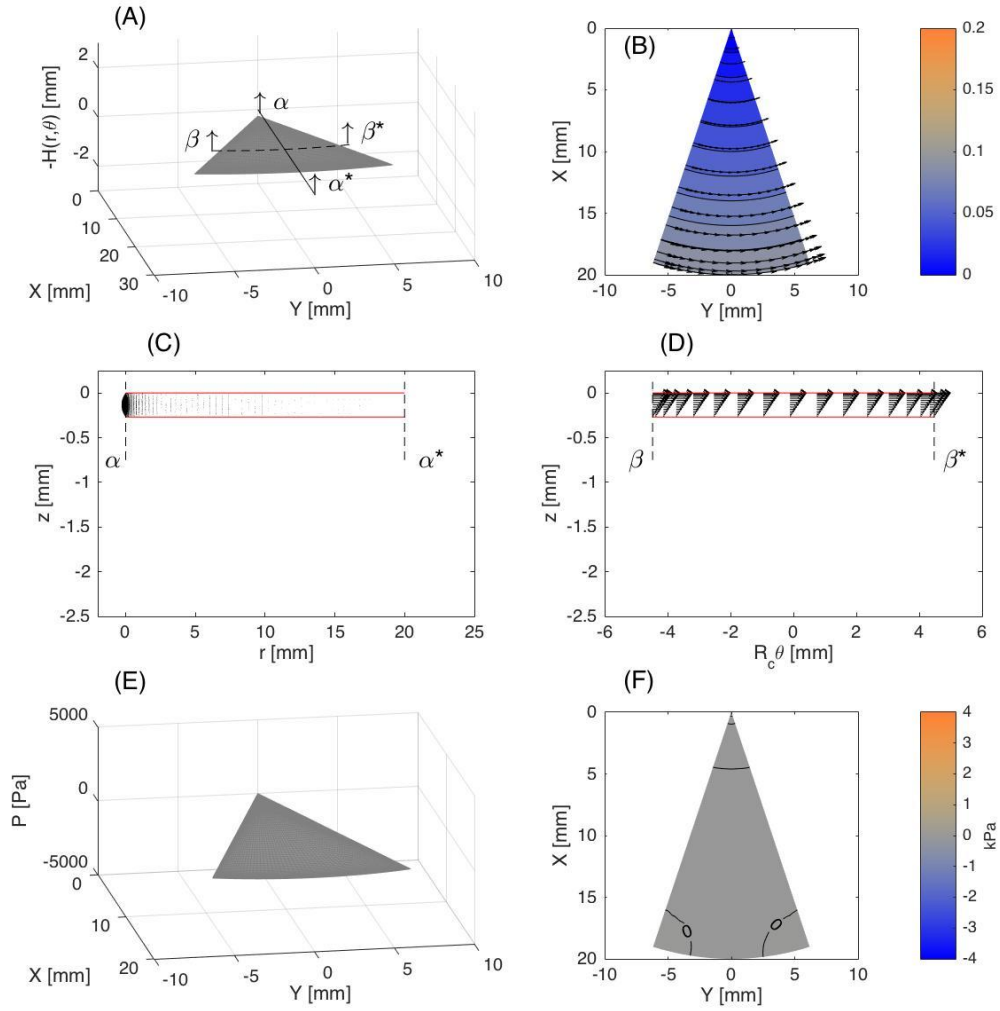 (A)
-H(r,θ) [mm]
2
0
-2
0
10
20
30
X [mm]
-10
-5
0
5
10
Y [mm]
α
β
β*
α*
(B)
X [mm]
0
5
10
15
20
-10
-5
0
5
10
Y [mm]
0.2
0.15
0.1
0.05
0
(C)
z [mm]
0
-0.5
-1
-1.5
-2
-2.5
α
α*
0
5
10
15
20
25
r [mm]
(D)
z [mm]
0
-0.5
-1
-1.5
-2
-2.5
β
β*
-6
-4
-2
0
2
4
6
R_c θ [mm]
(E)
P [Pa]
5000
0
-5000
0
10
20
X [mm]
-10
-5
0
5
10
Y [mm]
(F)
X [mm]
0
5
10
15
20
0
0
-10
-5
0
5
10
Y [mm]
4
3
2
1
0
-1
-2
-3
-4
kPa